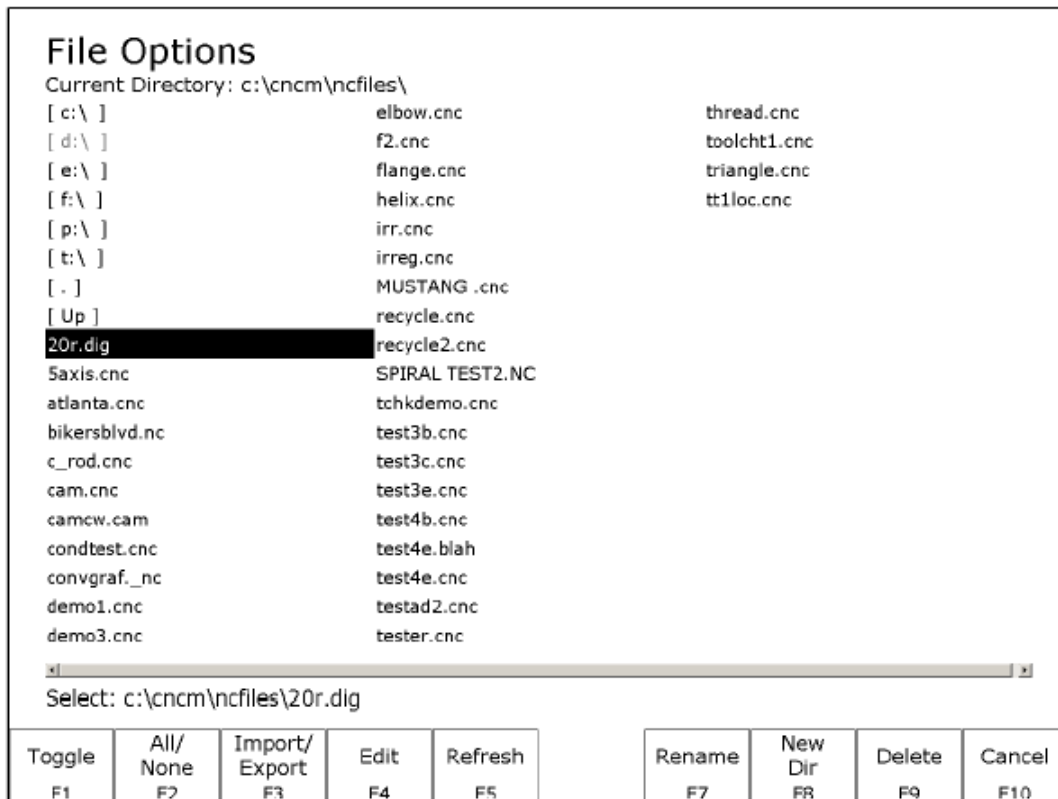 File Options
Current Directory: c:\cncm\ncfiles\
[ c:\ ]
[ d:\ ]
[ e:\ ]
[ f:\ ]
[ p:\ ]
[ t:\ ]
[ . ]
[ Up ]
20r.dig
5axis.cnc
atlanta.cnc
bikersblvd.nc
c_rod.cnc
cam.cnc
camcw.cam
condtest.cnc
convgraf._nc
demo1.cnc
demo3.cnc
elbow.cnc
f2.cnc
flange.cnc
helix.cnc
irr.cnc
irreg.cnc
MUSTANG .cnc
recycle.cnc
recycle2.cnc
SPIRAL TEST2.NC
tchkdemo.cnc
test3b.cnc
test3c.cnc
test3e.cnc
test4b.cnc
test4e.blah
test4e.cnc
testad2.cnc
tester.cnc
thread.cnc
toolcht1.cnc
triangle.cnc
tt1loc.cnc
Select: c:\cncm\ncfiles\20r.dig
Toggle
F1
All/
None
F2
Import/
Export
F3
Edit
F4
Refresh
F5
Rename
F7
New
Dir
F8
Delete
F9
Cancel
F10